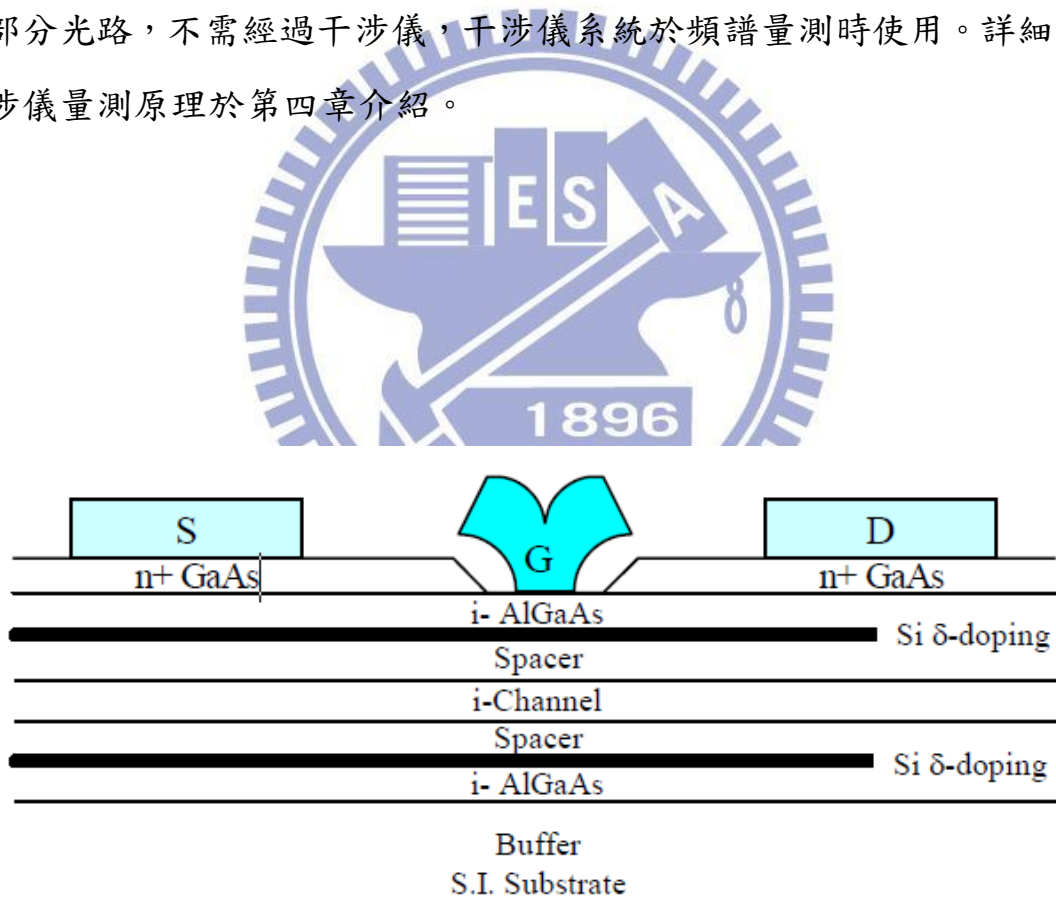 部分光路，不需經過干涉儀，干涉儀系統於頻譜量測時使用。詳細
涉儀量測原理於第四章介紹。
E S A
1896
S
G
D
n+ GaAs
n+ GaAs
i- AlGaAs
Si δ-doping
Spacer
i-Channel
Spacer
Si δ-doping
i- AlGaAs
Buffer
S.I. Substrate